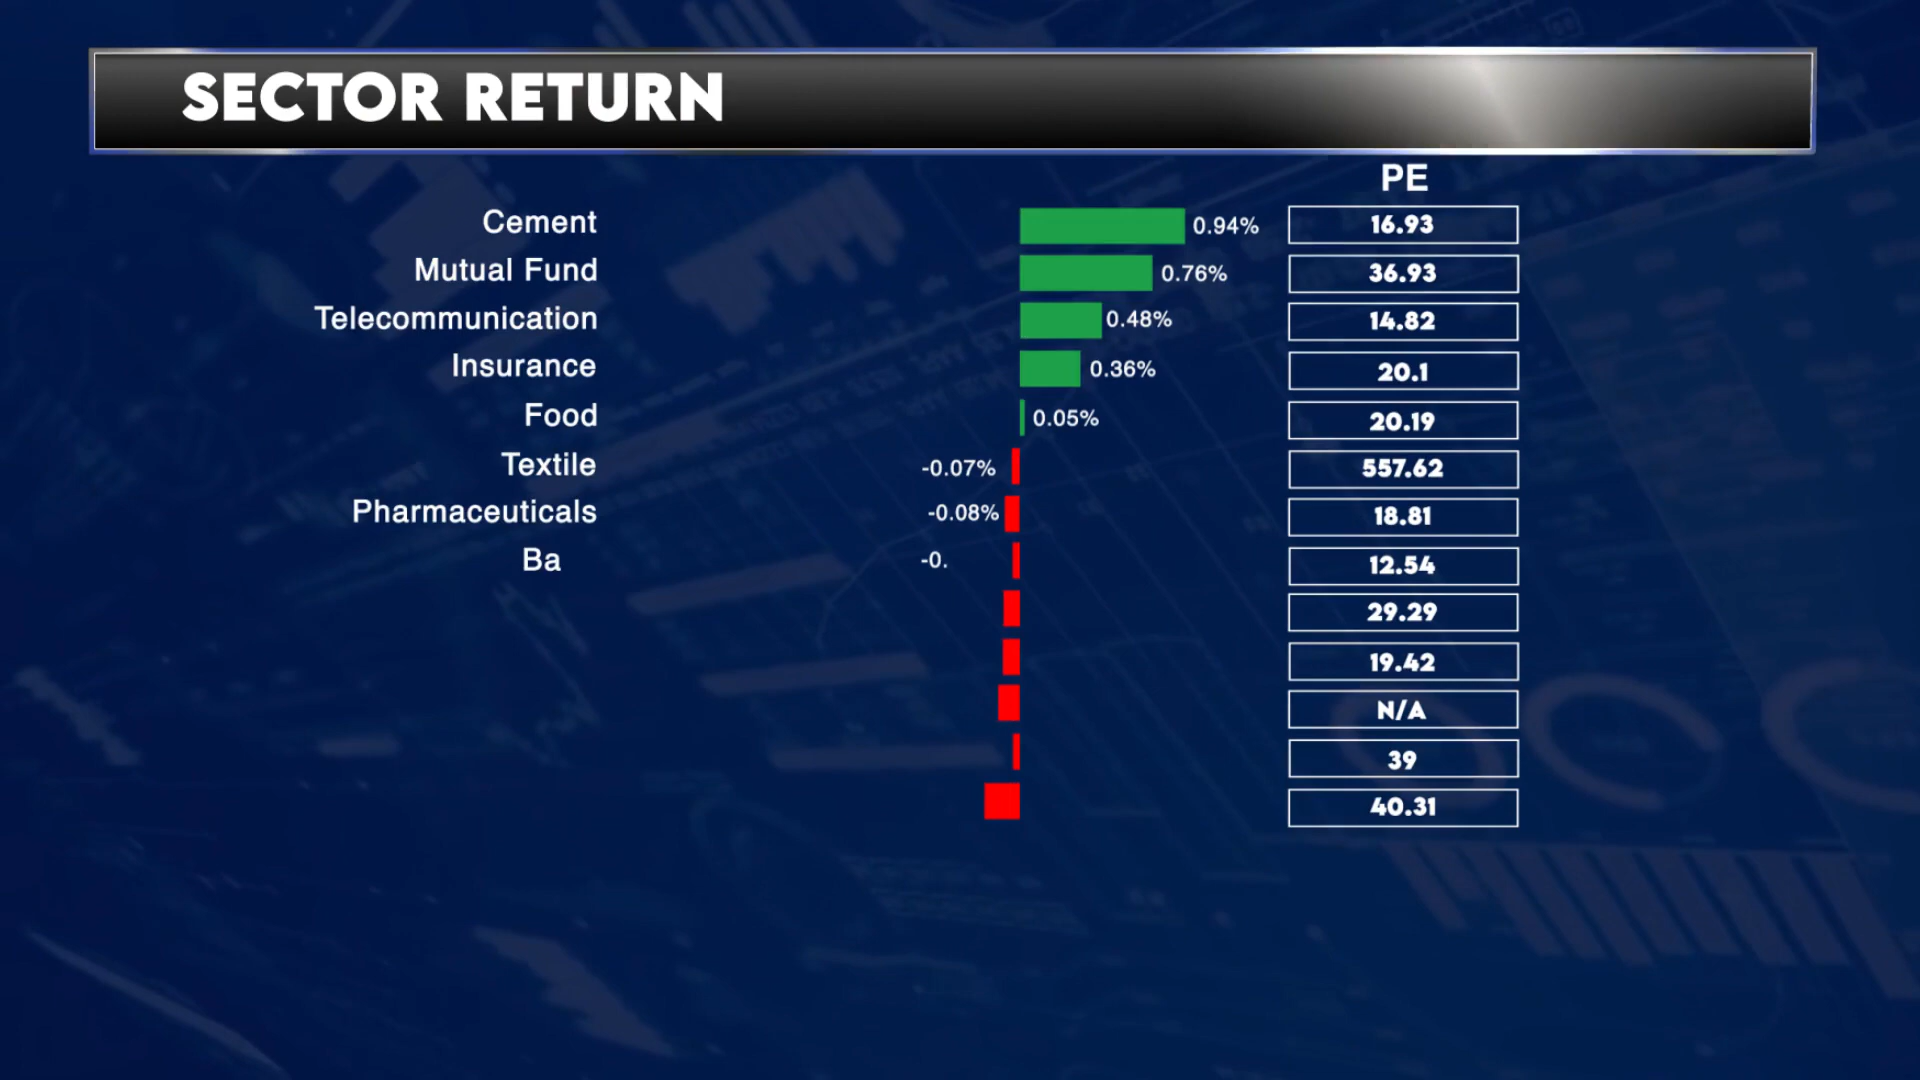 SECTOR RETURN
PE
Cement 0.94% 16.93
Mutual Fund 0.76% 36.93
Telecommunication 0.48% 14.82
Insurance 0.36% 20.1
Food 0.05% 20.19
Textile -0.07% 557.62
Pharmaceuticals -0.08% 18.81
Ba -0. 12.54
29.29
19.42
N/A
39
40.31